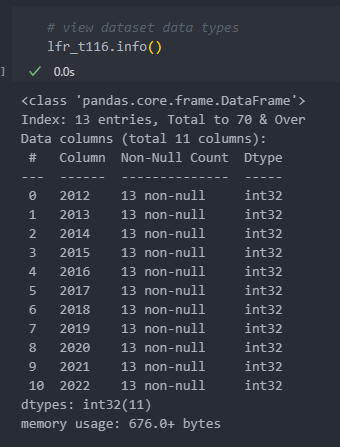 # view dataset data types
lfr_t116.info()
] ✓ 0.0s
<class 'pandas.core.frame.DataFrame'>
Index: 13 entries, Total to 70 & Over
Data columns (total 11 columns):
 #   Column  Non-Null Count  Dtype
---  ------  --------------  -----
 0   2012    13 non-null     int32
 1   2013    13 non-null     int32
 2   2014    13 non-null     int32
 3   2015    13 non-null     int32
 4   2016    13 non-null     int32
 5   2017    13 non-null     int32
 6   2018    13 non-null     int32
 7   2019    13 non-null     int32
 8   2020    13 non-null     int32
 9   2021    13 non-null     int32
 10  2022    13 non-null     int32
dtypes: int32(11)
memory usage: 676.0+ bytes